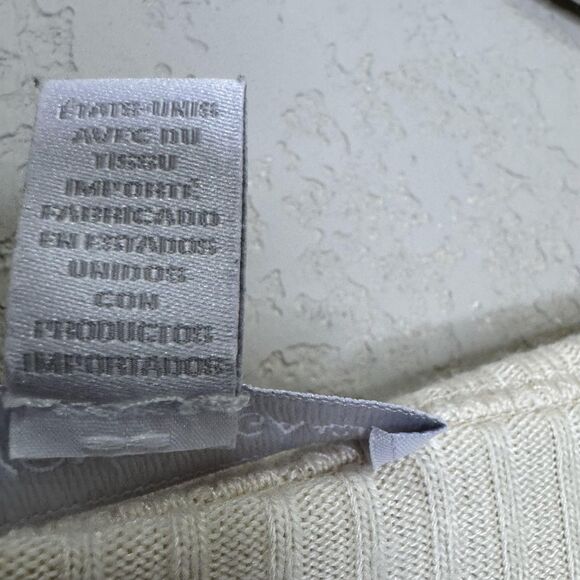 ÉTATS-UNIS
AVEC DU
TISSU
IMPORTÉ
FABRICADO
EN ESTADOS
UNIDOS
CON
PRODUCTOS
IMPORTADOS